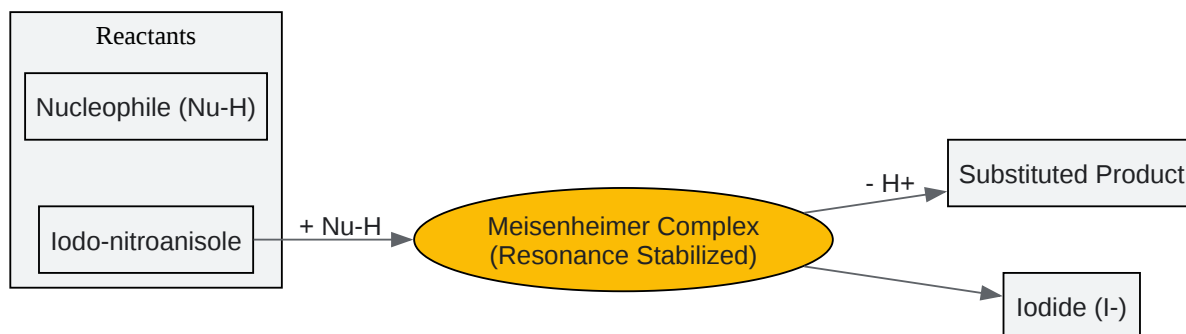 Reactants
Nucleophile (Nu-H)
Iodo-nitroanisole
+ Nu-H
Meisenheimer Complex
(Resonance Stabilized)
- H+
Substituted Product
Iodide (I-)